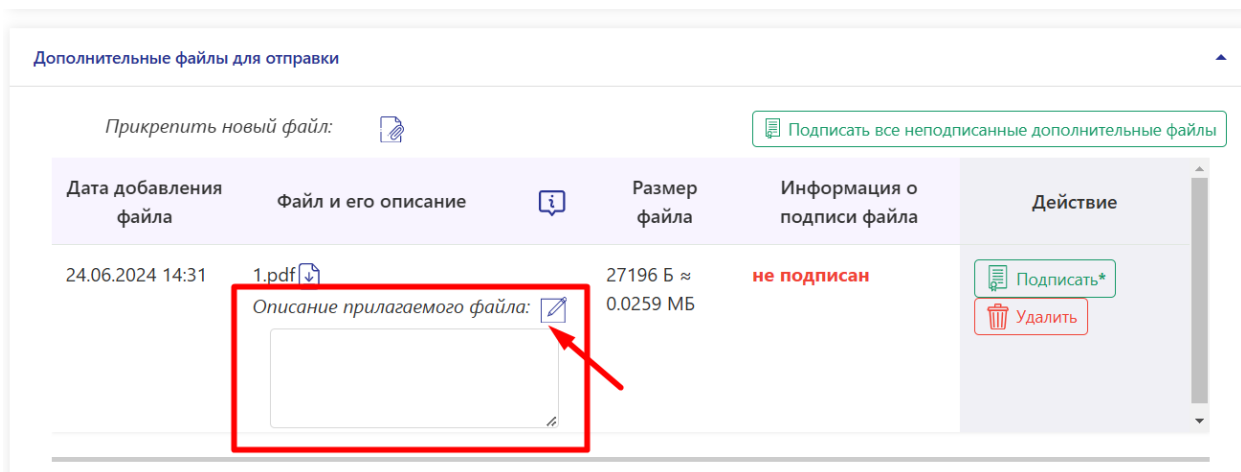 Дополнительные файлы для отправки
Прикрепить новый файл:
Подписать все неподписанные дополнительные файлы
Дата добавления файла
Файл и его описание
Размер файла
Информация о подписи файла
Действие
24.06.2024 14:31
1.pdf
Описание прилагаемого файла:
27196 Б ≈
0.0259 МБ
не подписан
Подписать*
Удалить